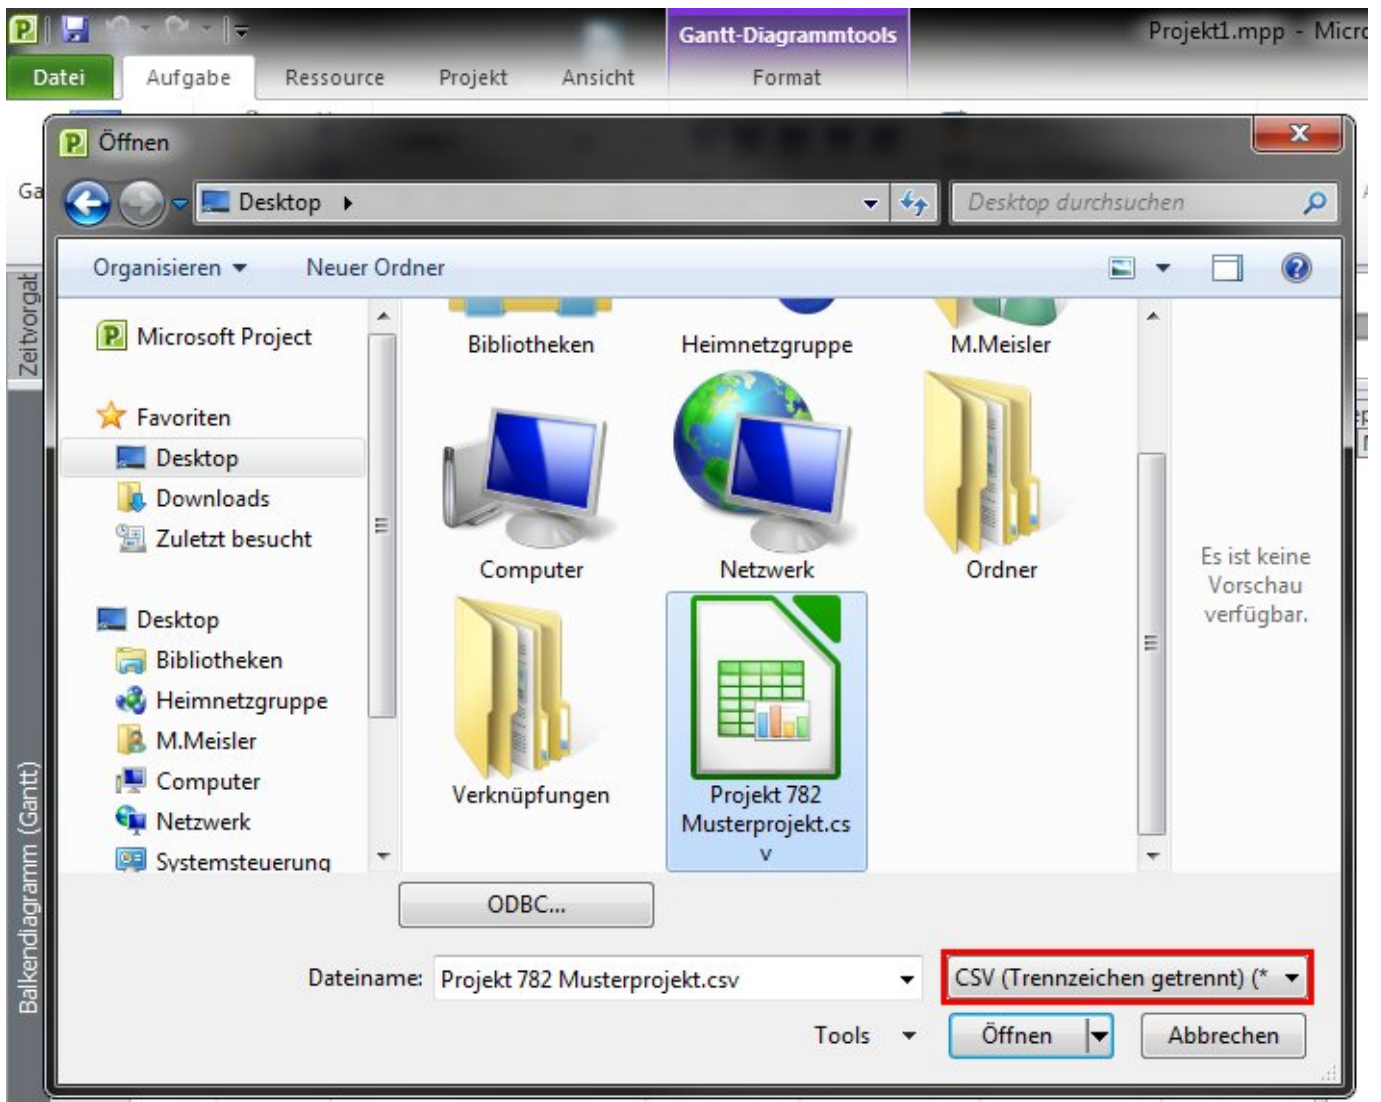 Projekt1.mpp - Micro
Gantt-Diagrammtools
Datei Aufgabe Ressource Projekt Ansicht Format
Öffnen
Desktop
Desktop durchsuchen
Organisieren
Neuer Ordner
Microsoft Project
Favoriten
Desktop
Downloads
Zuletzt besucht
Desktop
Bibliotheken
Heimnetzgruppe
M.Meisler
Computer
Netzwerk
Systemsteuerung
Bibliotheken
Heimnetzgruppe
M.Meisler
Computer
Netzwerk
Ordner
Verknüpfungen
Projekt 782
Musterprojekt.cs
v
Es ist keine
Vorschau
verfügbar.
ODBC...
Dateiname: Projekt 782 Musterprojekt.csv
CSV (Trennzeichen getrennt) (*
Tools
Öffnen
Abbrechen
Ga
Zeitvorgab
Balkendiagramm (Gantt)